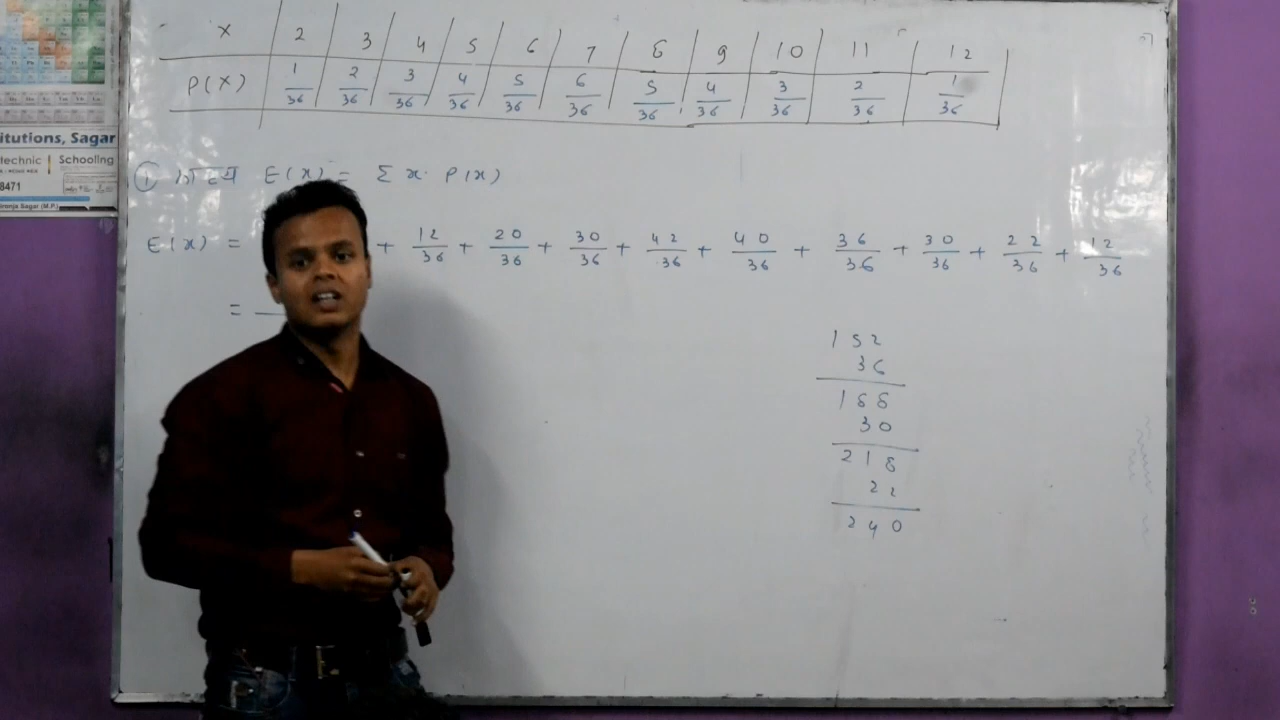 X 2 3 4 5 6 7 8 9 10 11 12
P(X) 1/36 2/36 3/36 4/36 5/36 6/36 5/36 4/36 3/36 2/36 1/36
① माध्य E(x) = Σ x· P(x)
E(x) = + 12/36 + 20/36 + 30/36 + 42/36 + 40/36 + 36/36 + 30/36 + 22/36 + 12/36
=
152
36
188
30
218
22
240
itutions, Sagar
technic
Schooling
8471
Sagar (M.P.)